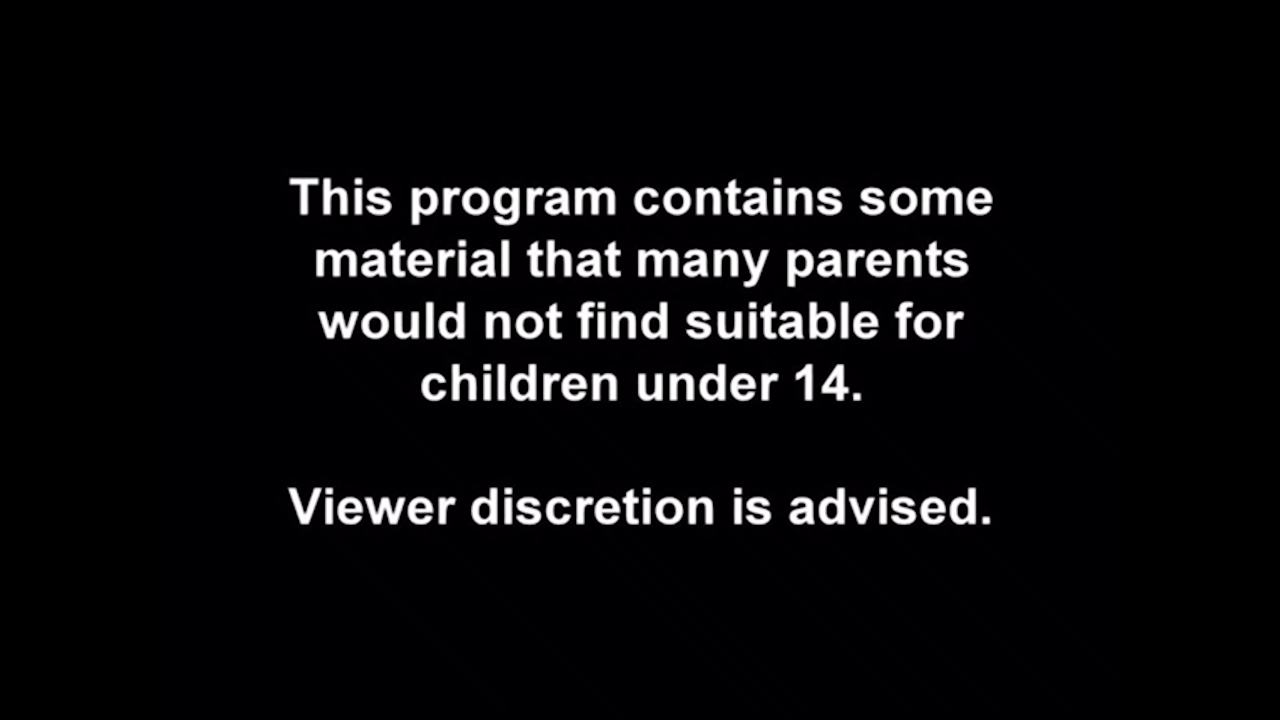 This program contains some
material that many parents
would not find suitable for
children under 14.
Viewer discretion is advised.